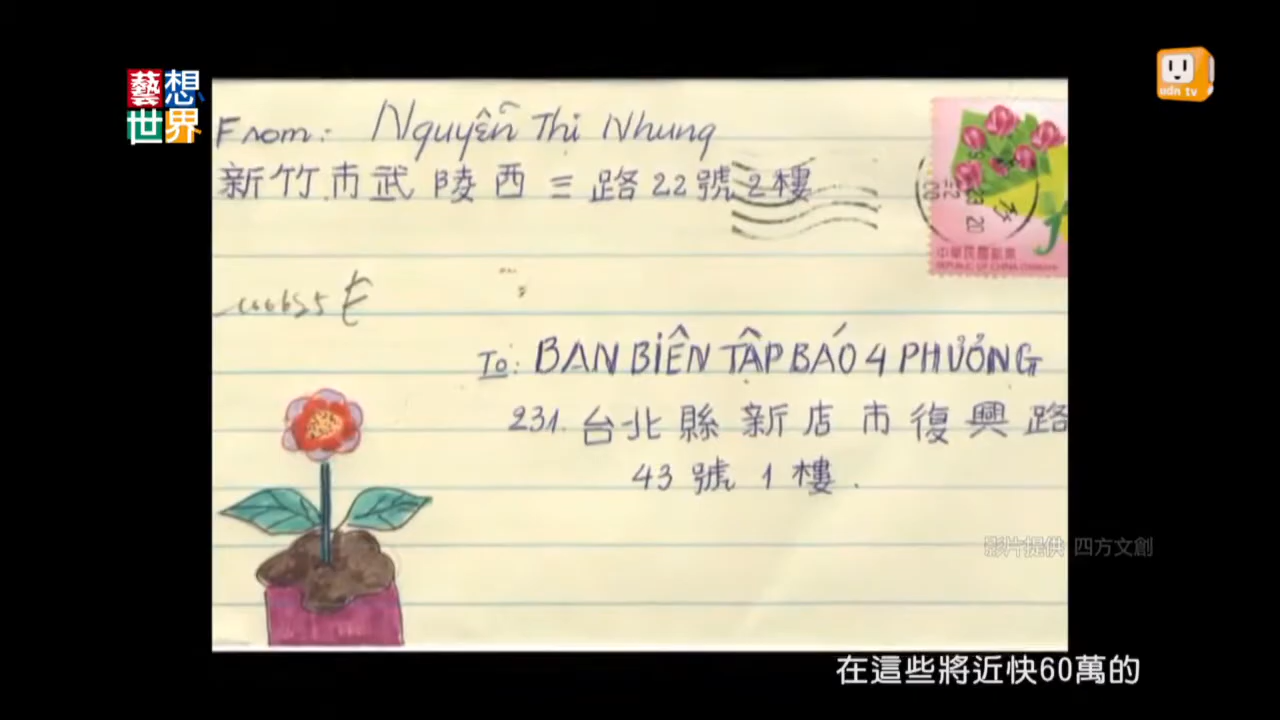 藝想
世界
udn tv
From: Nguyễn Thị Nhung
新竹市武陵西三路22號2樓
中華民國郵票
REPUBLIC OF CHINA
To: BAN BIÊN TẬP BÁO 4 PHƯƠNG
231. 台北縣新店市復興路
43號1樓.
影片提供 四方文創
在這些將近快60萬的